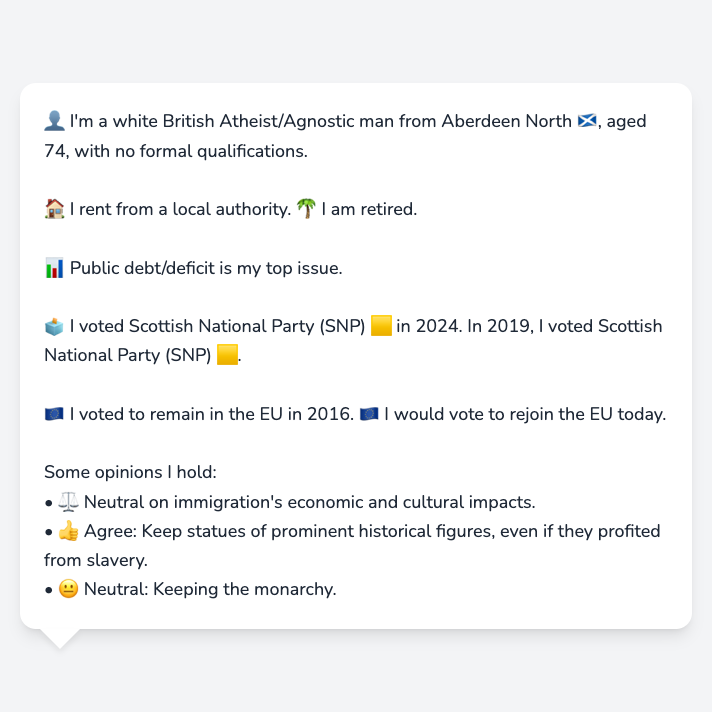 👤 I'm a white British Atheist/Agnostic man from Aberdeen North 🏴󠁧󠁢󠁳󠁣󠁴󠁿, aged
74, with no formal qualifications.
🏠 I rent from a local authority. 🌴 I am retired.
📊 Public debt/deficit is my top issue.
🗳️ I voted Scottish National Party (SNP) 🟨 in 2024. In 2019, I voted Scottish
National Party (SNP) 🟨.
🇪🇺 I voted to remain in the EU in 2016. 🇪🇺 I would vote to rejoin the EU today.
Some opinions I hold:
• ⚖️ Neutral on immigration's economic and cultural impacts.
• 👍 Agree: Keep statues of prominent historical figures, even if they profited
from slavery.
• 😐 Neutral: Keeping the monarchy.